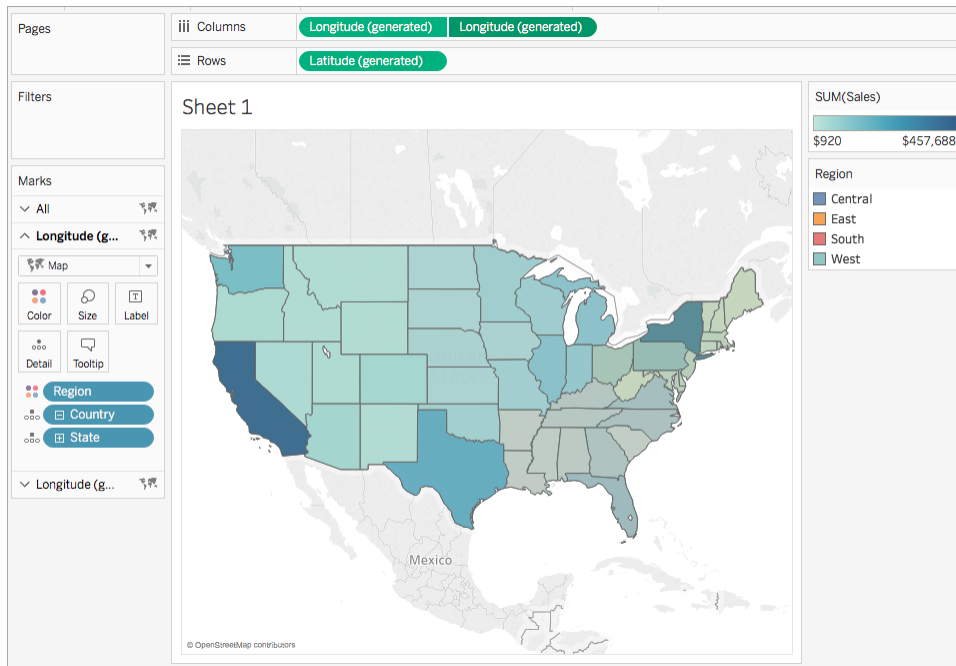 Pages
Columns
Longitude (generated)
Longitude (generated)
Rows
Latitude (generated)
Filters
Marks
All
Longitude (g...
Map
Color
Size
Label
Detail
Tooltip
Region
Country
State
Longitude (g...
Sheet 1
Mexico
© OpenStreetMap contributors
SUM(Sales)
$920
$457,688
Region
Central
East
South
West